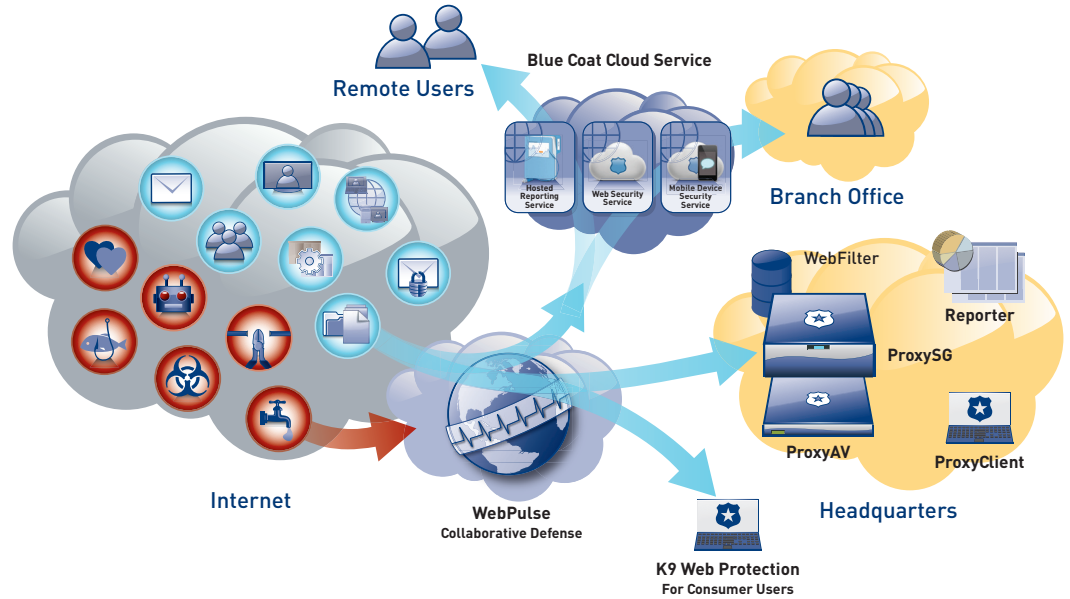 Blue Coat Cloud Service
Remote Users
Hosted
Reporting
Service
Web Security
Service
Mobile Device
Security
Service
Branch Office
WebFilter
Reporter
ProxySG
ProxyAV
ProxyClient
Headquarters
Internet
WebPulse
Collaborative Defense
K9 Web Protection
For Consumer Users